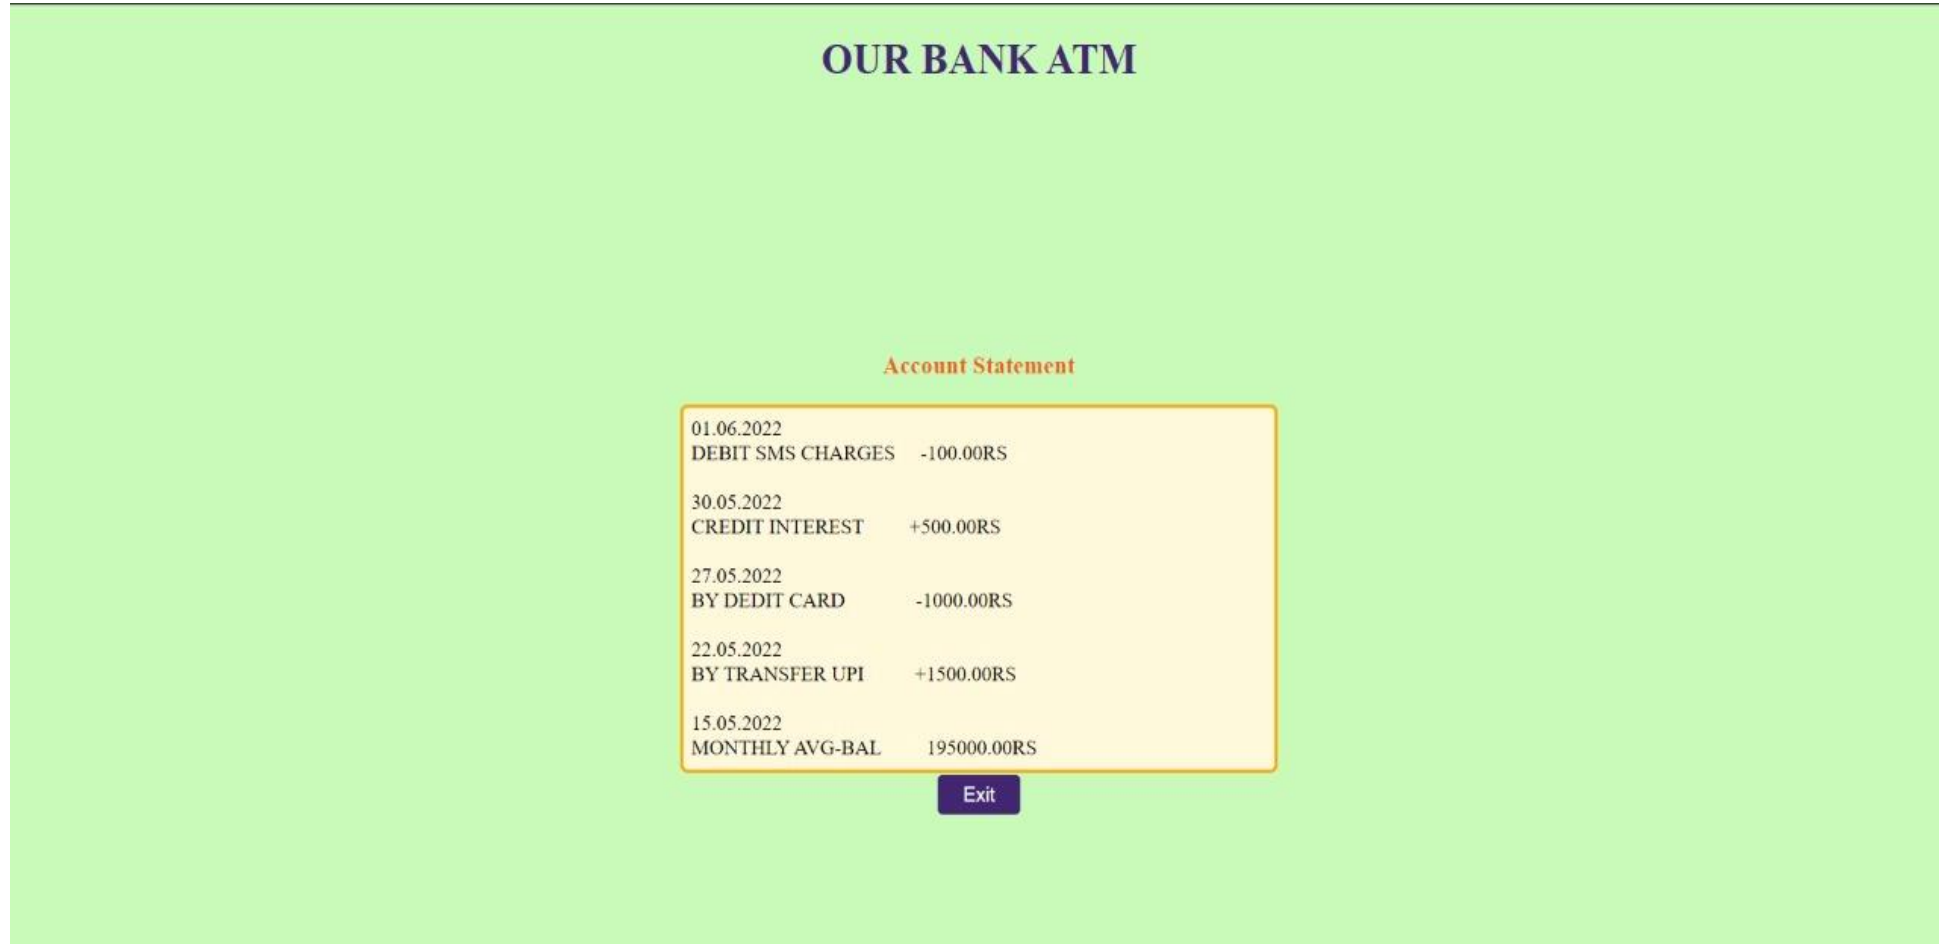 OUR BANK ATM
Account Statement
01.06.2022
DEBIT SMS CHARGES -100.00RS
30.05.2022
CREDIT INTEREST +500.00RS
27.05.2022
BY DEDIT CARD -1000.00RS
22.05.2022
BY TRANSFER UPI +1500.00RS
15.05.2022
MONTHLY AVG-BAL 195000.00RS
Exit